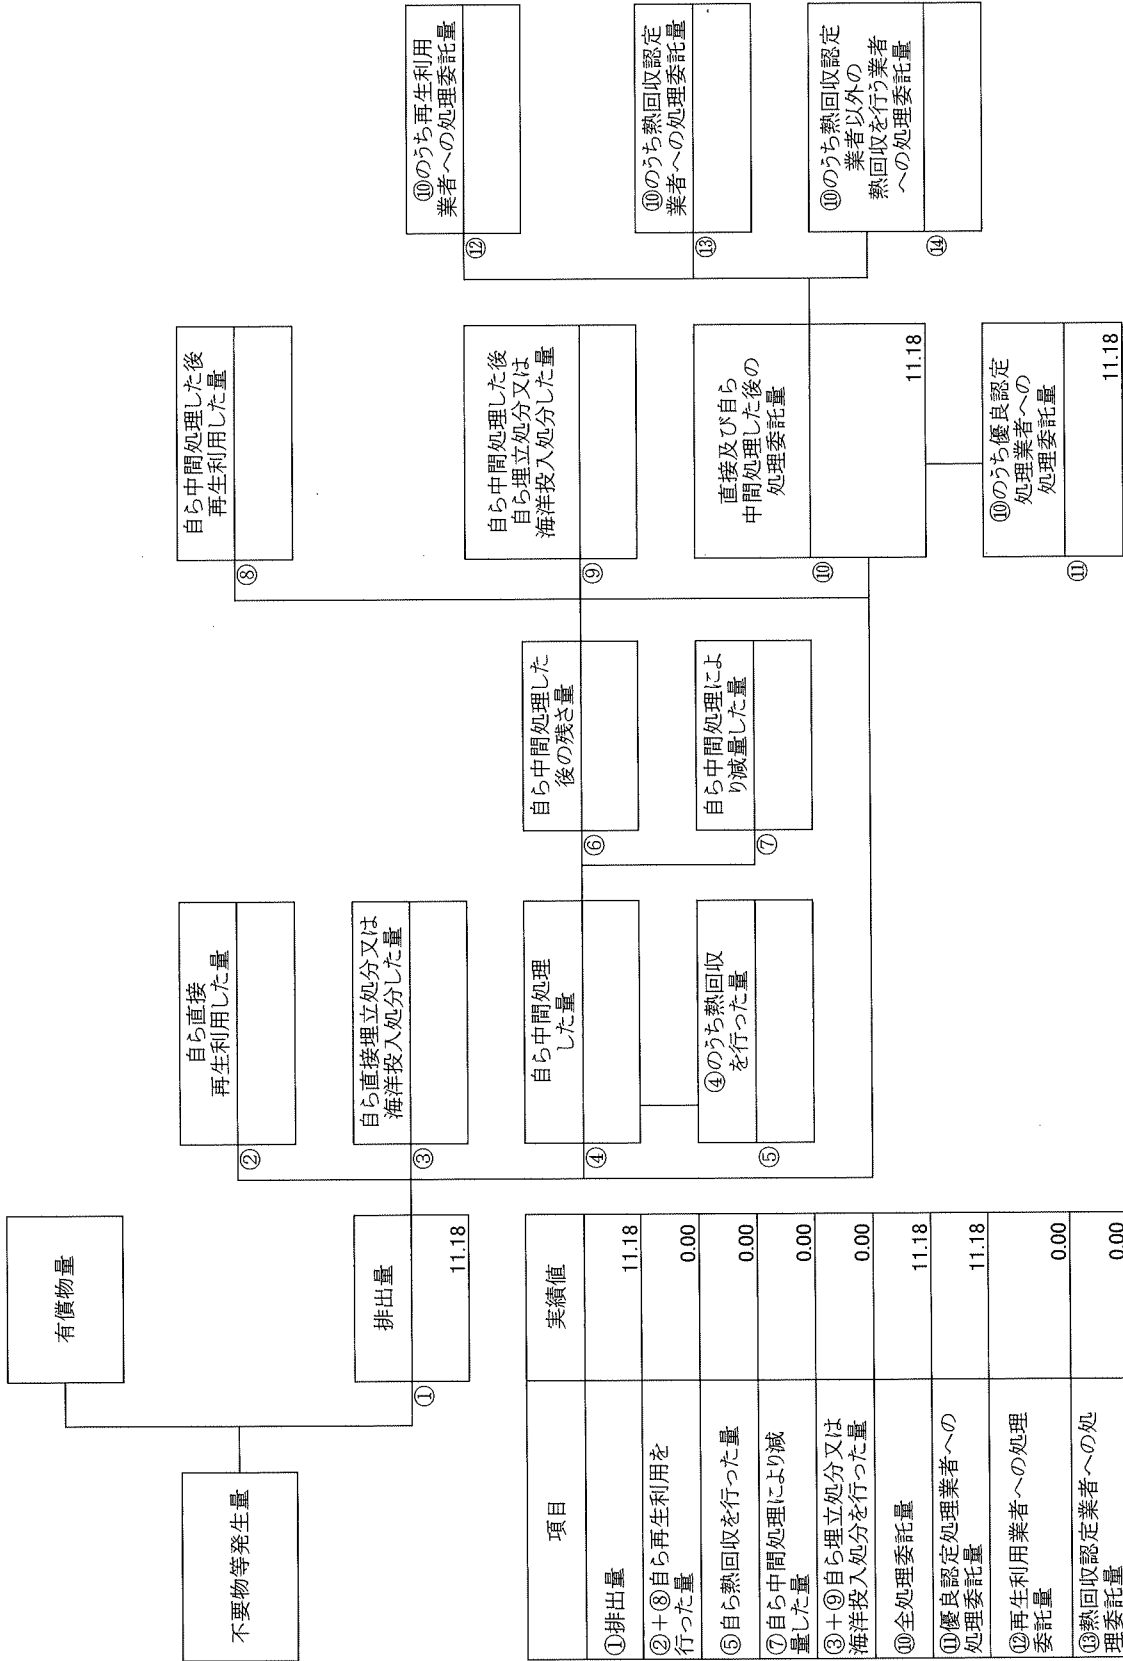 有償物量
不要物等発生量
①
排出量
11.18
②
自ら直接
再生利用した量
③
自ら直接埋立処分又は
海洋投入処分した量
④
自ら中間処理
した量
⑤
④のうち熱回収
を行った量
⑥
自ら中間処理した
後の残さ量
⑦
自ら中間処理によ
り減量した量
⑧
自ら中間処理した後
再生利用した量
⑨
自ら中間処理した後
自ら埋立処分又は
海洋投入処分した量
⑩
直接及び自ら
中間処理した後の
処理委託量
11.18
⑪
⑩のうち優良認定
処理業者への
処理委託量
11.18
⑫
⑩のうち再生利用
業者への処理委託量
⑬
⑩のうち熱回収認定
業者への処理委託量
⑭
⑩のうち熱回収認定
業者以外の
熱回収を行う業者
への処理委託量
項目 実績値
①排出量 11.18
②+⑧自ら再生利用を
行った量 0.00
⑤自ら熱回収を行った量 0.00
⑦自ら中間処理により減
量した量 0.00
③+⑨自ら埋立処分又は
海洋投入処分を行った量 0.00
⑩全処理委託量 11.18
⑪優良認定処理業者への
処理委託量 11.18
⑫再生利用業者への処理
委託量 0.00
⑬熱回収認定業者への処
理委託量 0.00